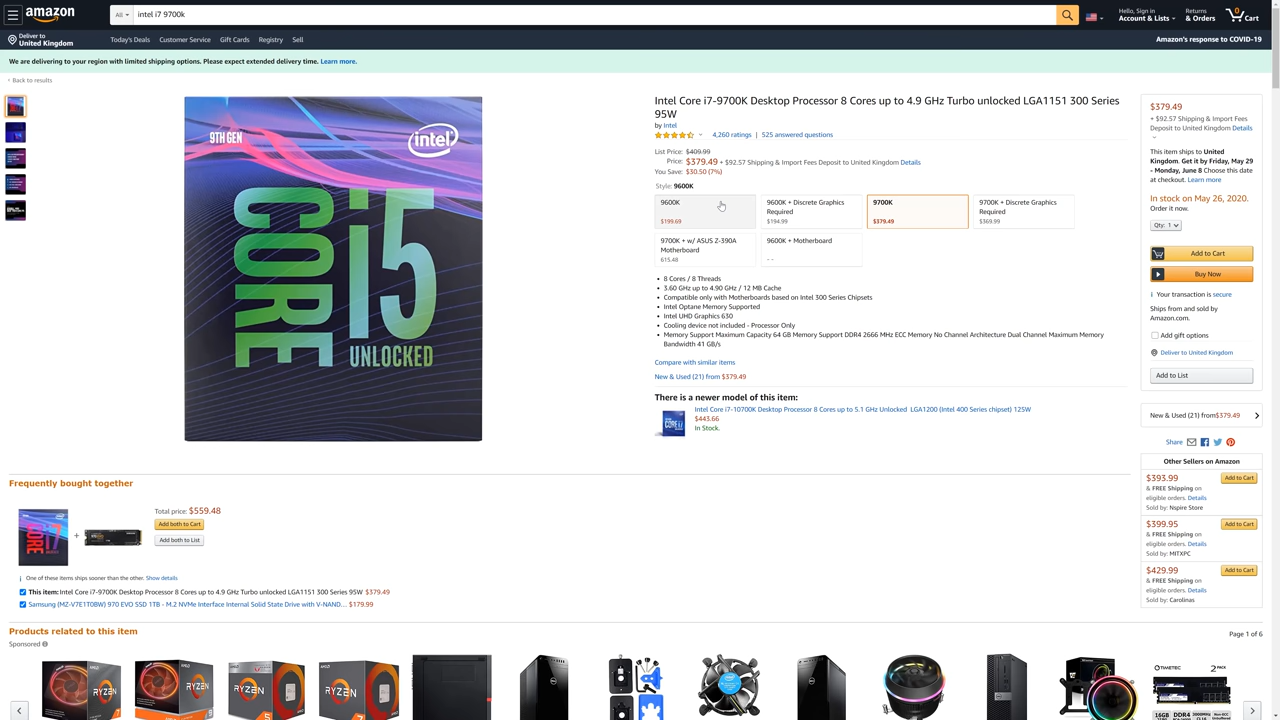 amazon
All
intel i7 9700k
Hello, Sign in
Account & Lists
Returns
& Orders
0
Cart
Deliver to
United Kingdom
Today's Deals
Customer Service
Gift Cards
Registry
Sell
Amazon's response to COVID-19
We are delivering to your region with limited shipping options. Please expect extended delivery time. Learn more.
‹ Back to results
9TH GEN
intel
CORE
i5
UNLOCKED
Intel Core i7-9700K Desktop Processor 8 Cores up to 4.9 GHz Turbo unlocked LGA1151 300 Series
95W
by Intel
4,260 ratings | 525 answered questions
List Price: $409.99
Price: $379.49 + $92.57 Shipping & Import Fees Deposit to United Kingdom Details
You Save: $30.50 (7%)
Style: 9600K
9600K
$199.69
9600K + Discrete Graphics
Required
$194.99
9700K
$379.49
9700K + Discrete Graphics
Required
$369.99
9700K + w/ ASUS Z-390A
Motherboard
615.48
9600K + Motherboard
- -
• 8 Cores / 8 Threads
• 3.60 GHz up to 4.90 GHz / 12 MB Cache
• Compatible only with Motherboards based on Intel 300 Series Chipsets
• Intel Optane Memory Supported
• Intel UHD Graphics 630
• Cooling device not included - Processor Only
• Memory Support Maximum Capacity 64 GB Memory Support DDR4 2666 MHz ECC Memory No Channel Architecture Dual Channel Maximum Memory
Bandwidth 41 GB/s
Compare with similar items
New & Used (21) from $379.49
There is a newer model of this item:
CORE i7
Intel Core i7-10700K Desktop Processor 8 Cores up to 5.1 GHz Unlocked LGA1200 (Intel 400 Series chipset) 125W
$443.66
In Stock.
$379.49
+ $92.57 Shipping & Import Fees
Deposit to United Kingdom Details
This item ships to United
Kingdom. Get it by Friday, May 29
- Monday, June 8 Choose this date
at checkout. Learn more
In stock on May 26, 2020.
Order it now.
Qty: 1
Add to Cart
Buy Now
Your transaction is secure
Ships from and sold by
Amazon.com.
Add gift options
Deliver to United Kingdom
Add to List
New & Used (21) from$379.49
Share
Other Sellers on Amazon
$393.99
Add to Cart
& FREE Shipping on
eligible orders. Details
Sold by: Nspire Store
$399.95
Add to Cart
& FREE Shipping on
eligible orders. Details
Sold by: MITXPC
$429.99
Add to Cart
& FREE Shipping on
eligible orders. Details
Sold by: Carolinas
Frequently bought together
CORE i7
+
Total price: $559.48
Add both to Cart
Add both to List
i One of these items ships sooner than the other. Show details
This item: Intel Core i7-9700K Desktop Processor 8 Cores up to 4.9 GHz Turbo unlocked LGA1151 300 Series 95W $379.49
Samsung (MZ-V7E1T0BW) 970 EVO SSD 1TB - M.2 NVMe Interface Internal Solid State Drive with V-NAND... $179.99
Products related to this item
Page 1 of 6
Sponsored
RYZEN
RYZEN
RYZEN
RYZEN
TIMETEC
2 PACK
16GB